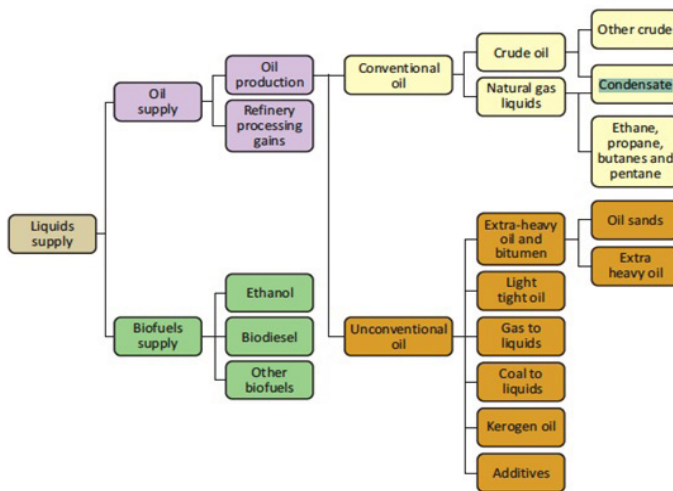 Other crude
Crude oil
Oil
production
Conventional
oil
Condensate
Natural gas
liquids
Oil
supply
Refinery
processing
gains
Ethane,
propane,
butanes and
pentane
Liquids
supply
Extra-heavy
oil and
bitumen
Oil sands
Extra
heavy oil
Ethanol
Light
tight oil
Biofuels
supply
Biodiesel
Unconventional
oil
Gas to
liquids
Other
biofuels
Coal to
liquids
Kerogen oil
Additives